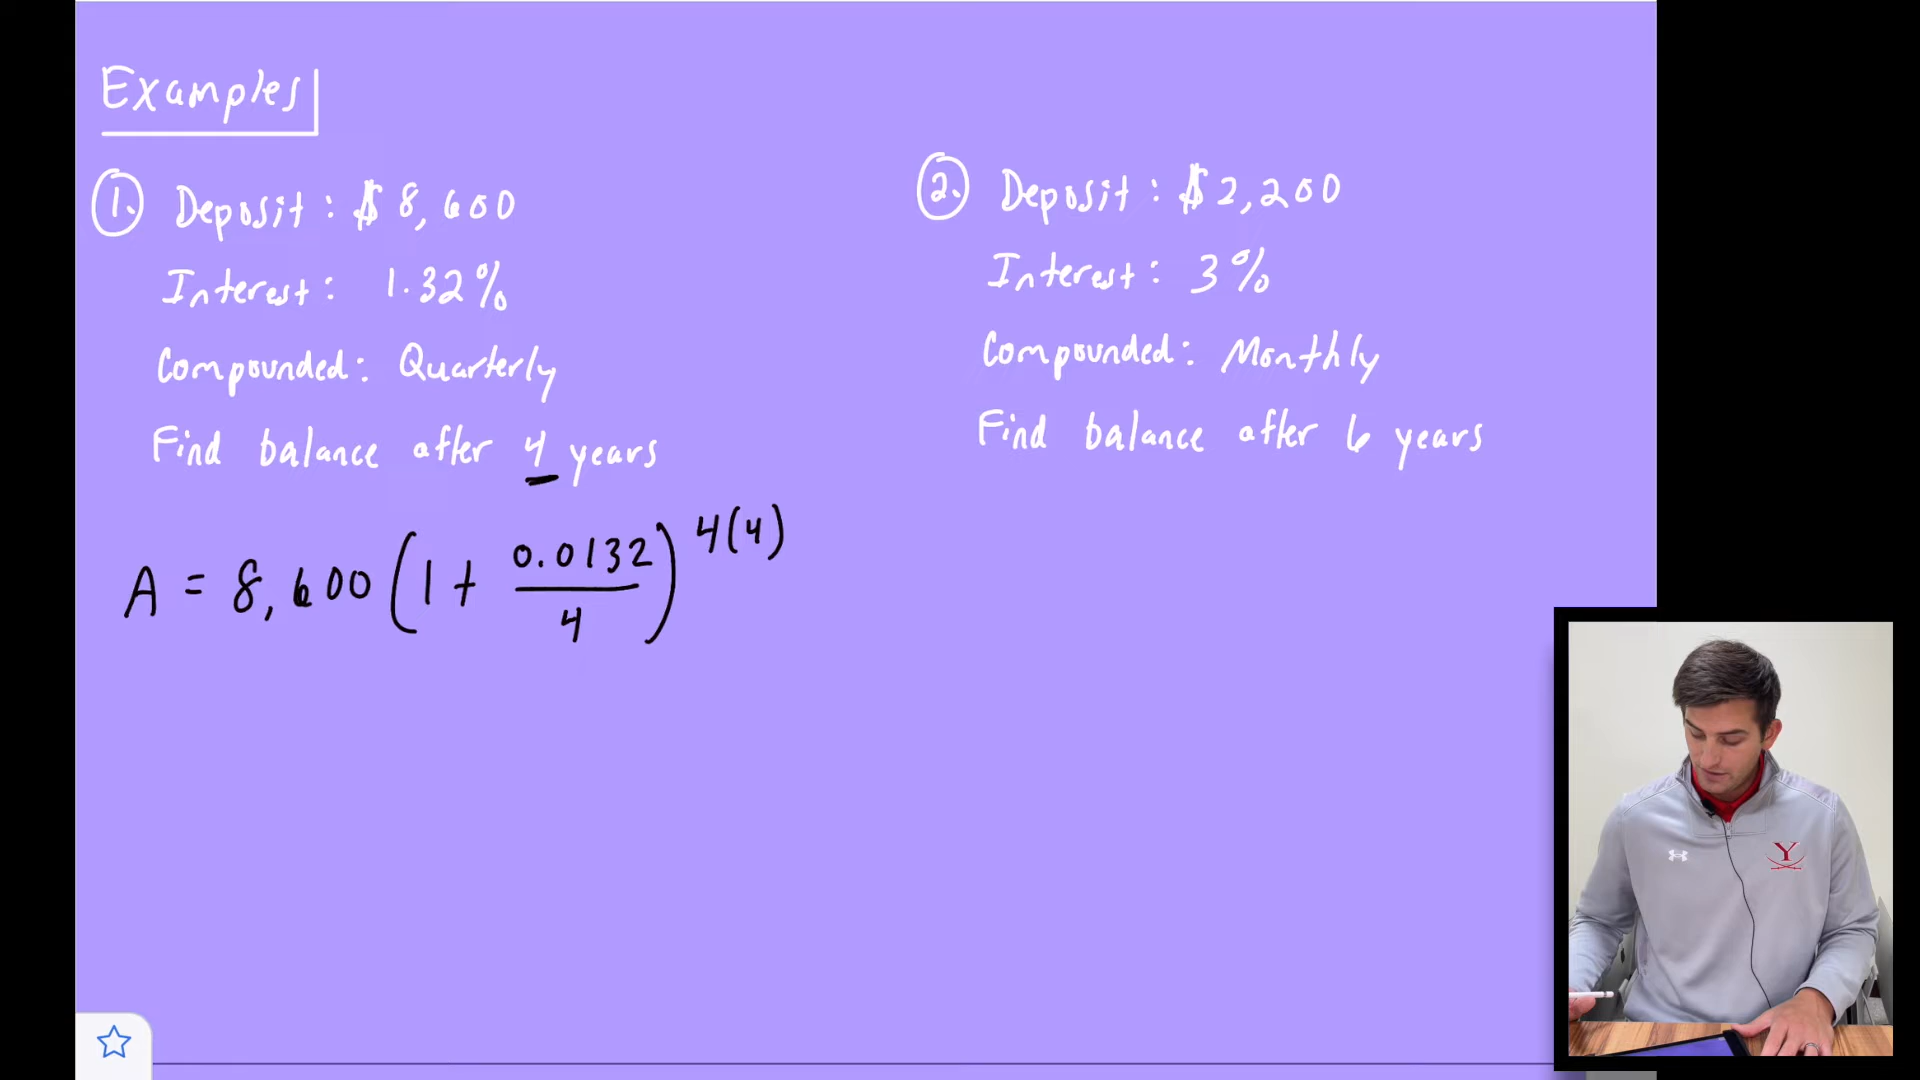 Examples
1. Deposit: $8,600
Interest: 1.32%
Compounded: Quarterly
Find balance after 4 years
A = 8,600 (1 + 0.0132/4)^4(4)
2. Deposit: $2,200
Interest: 3%
Compounded: Monthly
Find balance after 6 years
Y